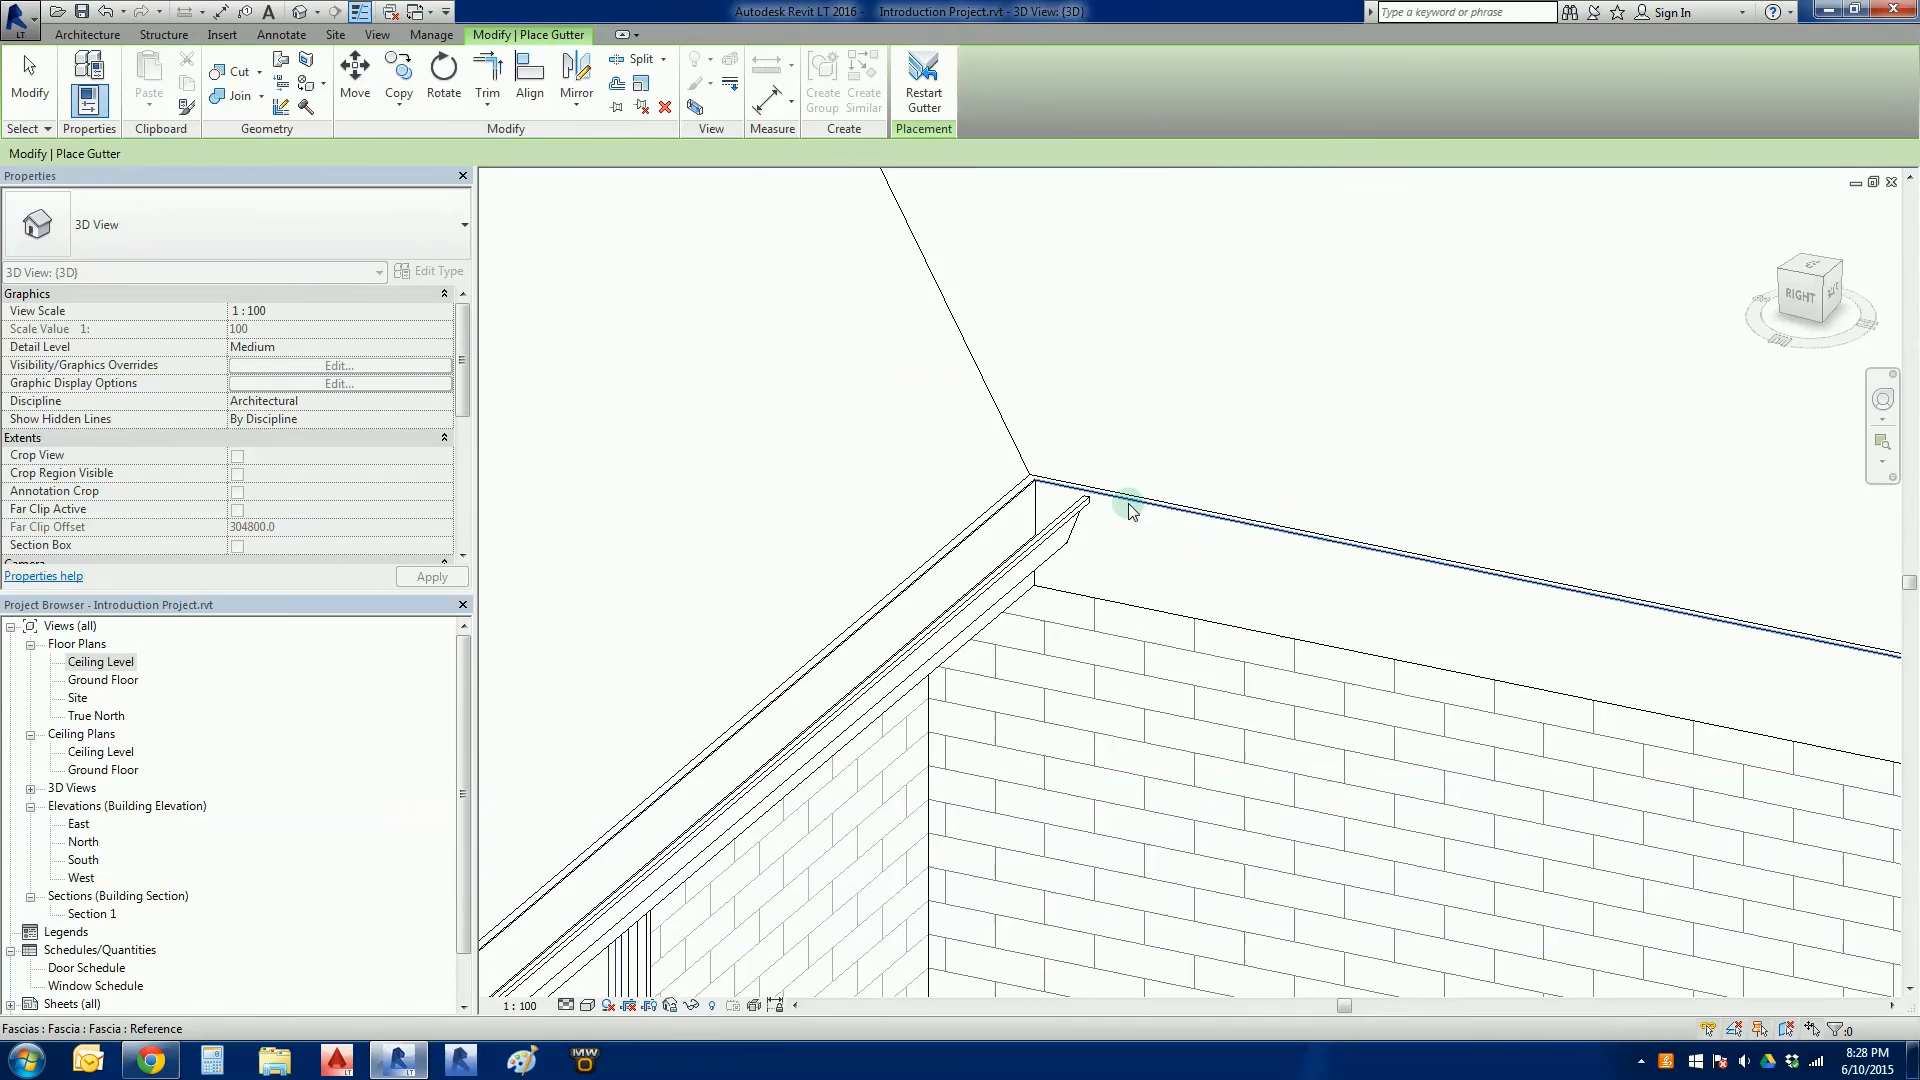 Autodesk Revit LT 2016 - Introduction Project.rvt - 3D View: {3D}
Type a keyword or phrase
Sign In
LT
Architecture
Structure
Insert
Annotate
Site
View
Manage
Modify | Place Gutter
Modify
Paste
Cut
Join
Move
Copy
Rotate
Trim
Align
Mirror
Split
Create Group
Create Similar
Restart Gutter
Select
Properties
Clipboard
Geometry
Modify
View
Measure
Create
Placement
Modify | Place Gutter
Properties
3D View
3D View: {3D}
Edit Type
Graphics
View Scale 1 : 100
Scale Value 1: 100
Detail Level Medium
Visibility/Graphics Overrides Edit...
Graphic Display Options Edit...
Discipline Architectural
Show Hidden Lines By Discipline
Extents
Crop View
Crop Region Visible
Annotation Crop
Far Clip Active
Far Clip Offset 304800.0
Section Box
Camera
Properties help
Apply
Project Browser - Introduction Project.rvt
Views (all)
Floor Plans
Ceiling Level
Ground Floor
Site
True North
Ceiling Plans
Ceiling Level
Ground Floor
3D Views
Elevations (Building Elevation)
East
North
South
West
Sections (Building Section)
Section 1
Legends
Schedules/Quantities
Door Schedule
Window Schedule
Sheets (all)
RIGHT
1 : 100
Fascias : Fascia : Fascia : Reference
:0
LT
LT
MW
8:28 PM
6/10/2015